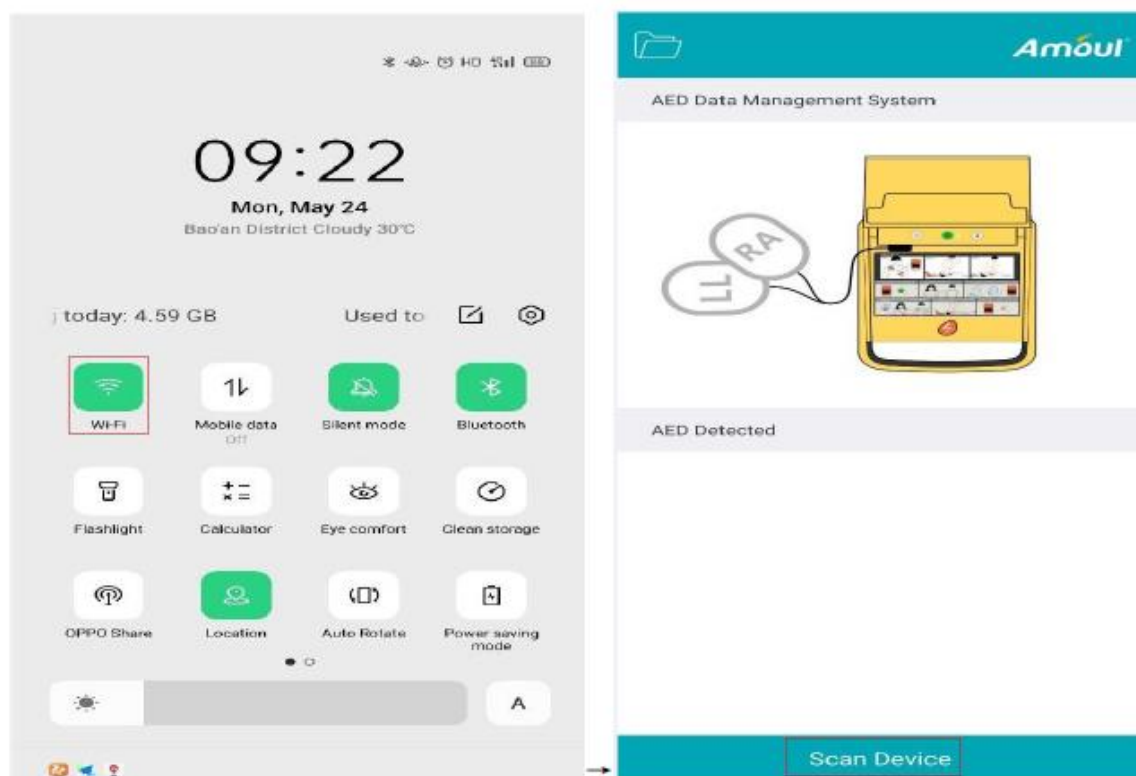 HD
09:22
Mon, May 24
Bao'an District Cloudy 30°C
today: 4.59 GB
Used to
Wi-Fi
Mobile data
Off
Silent mode
Bluetooth
Flashlight
Calculator
Eye comfort
Clean storage
OPPO Share
Location
Auto Rotate
Power saving
mode
A
Amoul
AED Data Management System
RA
LL
AED Detected
Scan Device